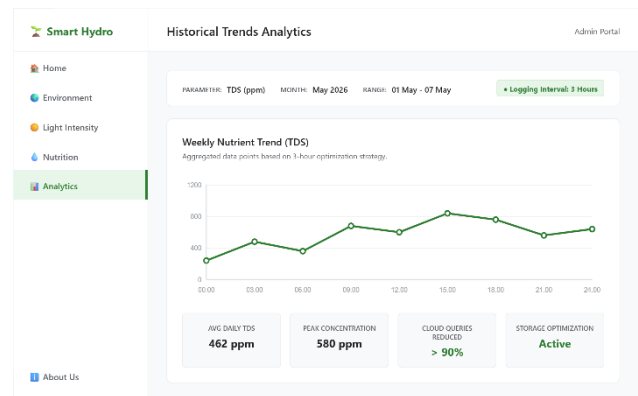 Smart Hydro
Historical Trends Analytics
Admin Portal
Home
Environment
Light Intensity
Nutrition
Analytics
About Us
PARAMETER: TDS (ppm) MONTH: May 2026 RANGE: 01 May - 07 May
• Logging Interval: 3 Hours
Weekly Nutrient Trend (TDS)
Aggregated data points based on 3-hour optimization strategy.
1200
800
400
0
00:00 03:00 06:00 09:00 12:00 15:00 18:00 21:00 24:00
AVG DAILY TDS
462 ppm
PEAK CONCENTRATION
580 ppm
CLOUD QUERIES
REDUCED
> 90%
STORAGE OPTIMIZATION
Active